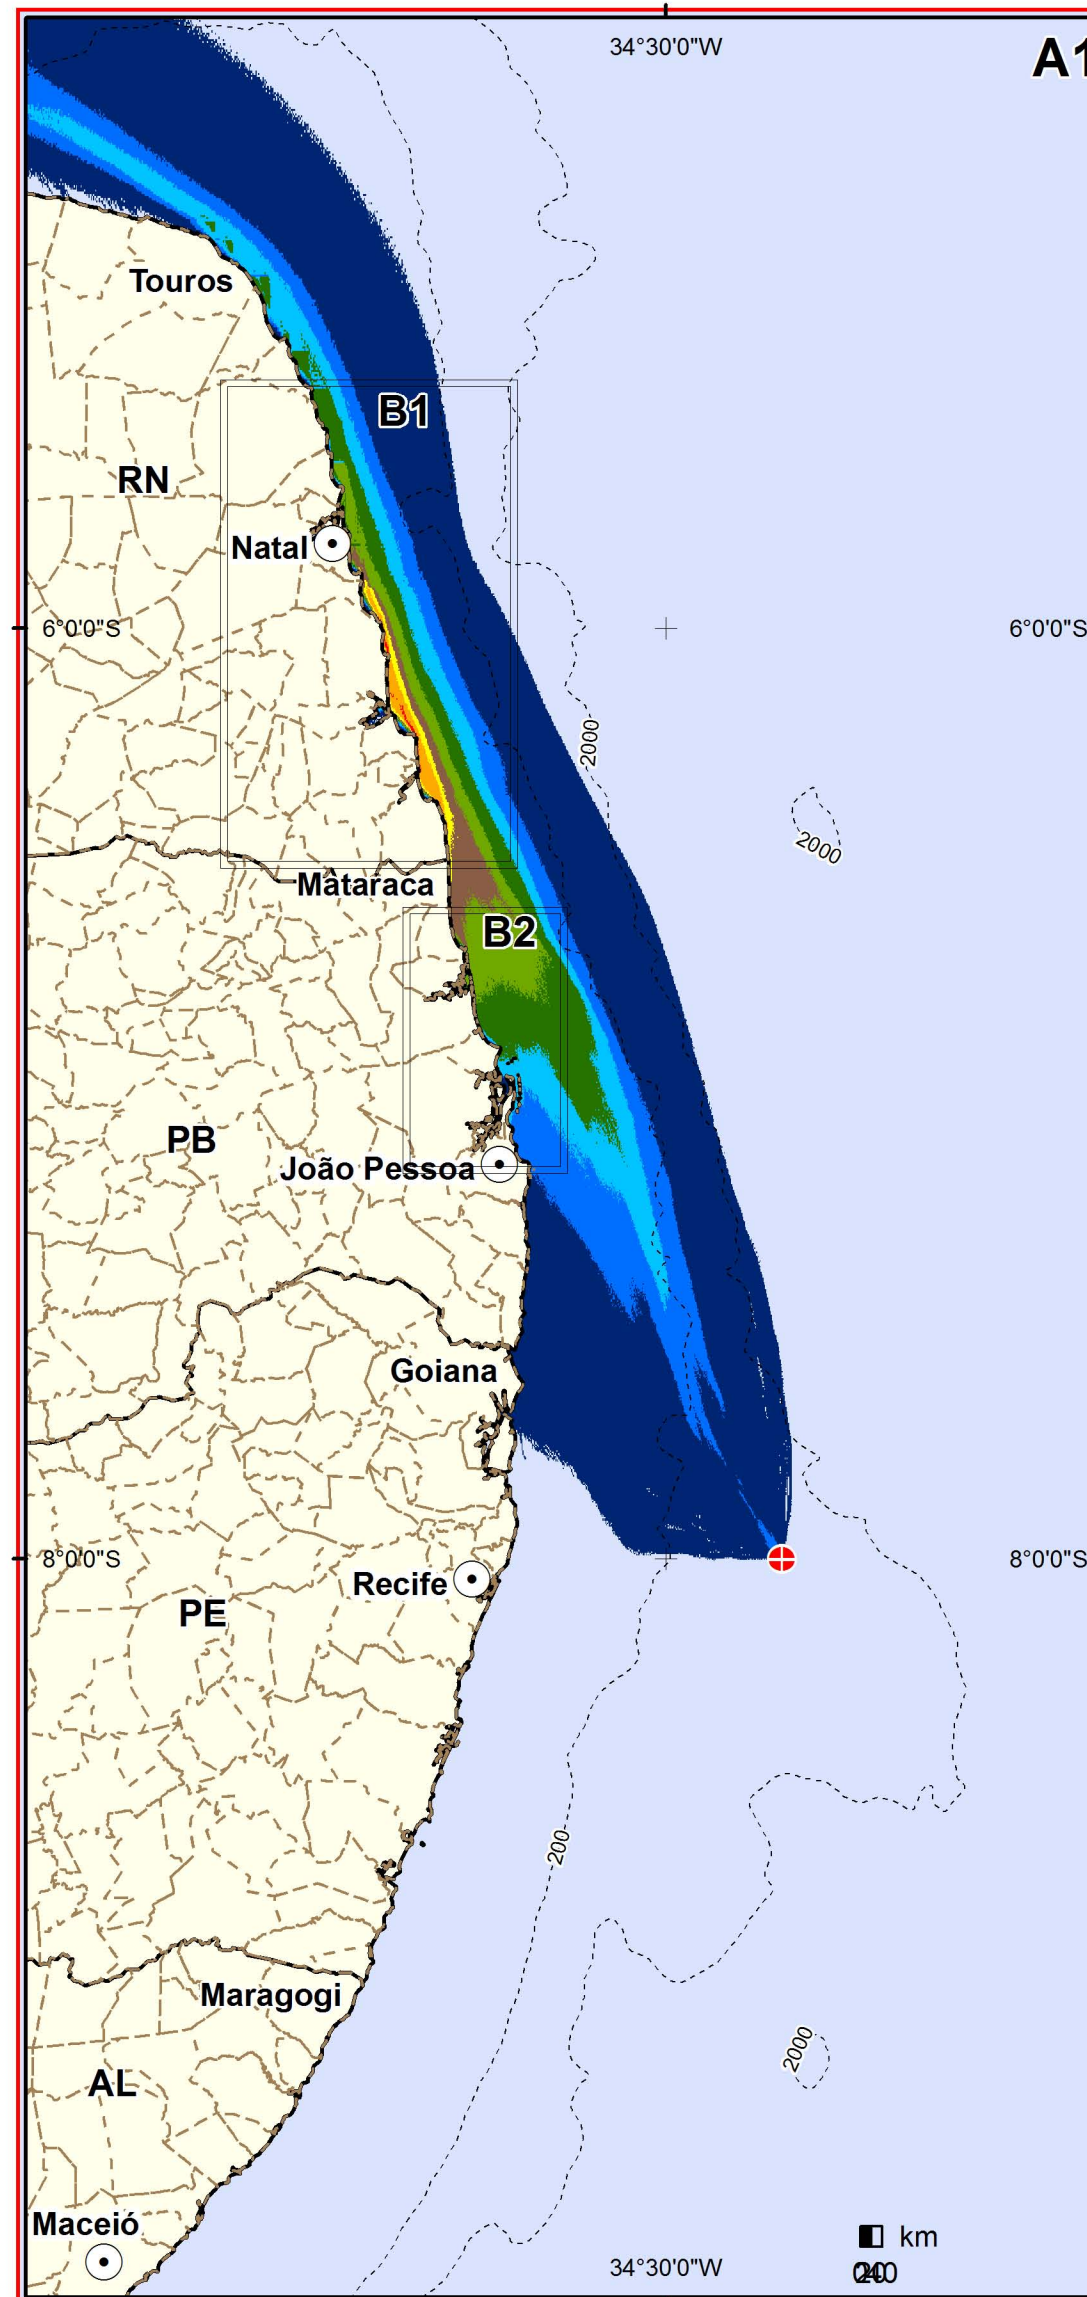 34°30'0"W
A1
Touros
B1
RN
Natal
6°0'0"S
6°0'0"S
2000
2000
Mataraca
B2
PB
João Pessoa
Goiana
8°0'0"S
8°0'0"S
Recife
PE
200
Maragogi
2000
AL
Maceió
km
34°30'0"W